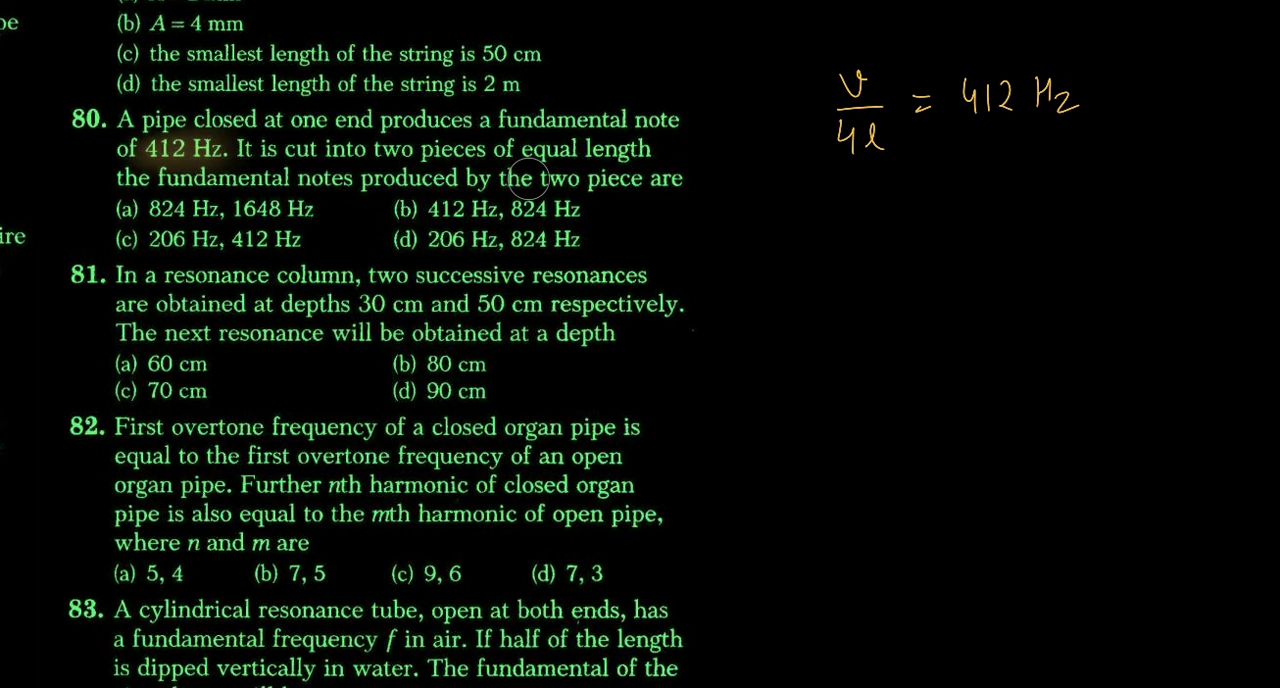 (b) A = 4 mm
(c) the smallest length of the string is 50 cm
(d) the smallest length of the string is 2 m
80. A pipe closed at one end produces a fundamental note
of 412 Hz. It is cut into two pieces of equal length
the fundamental notes produced by the two piece are
(a) 824 Hz, 1648 Hz (b) 412 Hz, 824 Hz
(c) 206 Hz, 412 Hz (d) 206 Hz, 824 Hz
81. In a resonance column, two successive resonances
are obtained at depths 30 cm and 50 cm respectively.
The next resonance will be obtained at a depth
(a) 60 cm (b) 80 cm
(c) 70 cm (d) 90 cm
82. First overtone frequency of a closed organ pipe is
equal to the first overtone frequency of an open
organ pipe. Further nth harmonic of closed organ
pipe is also equal to the mth harmonic of open pipe,
where n and m are
(a) 5, 4 (b) 7, 5 (c) 9, 6 (d) 7, 3
83. A cylindrical resonance tube, open at both ends, has
a fundamental frequency f in air. If half of the length
is dipped vertically in water. The fundamental of the
v/4l = 412 Hz